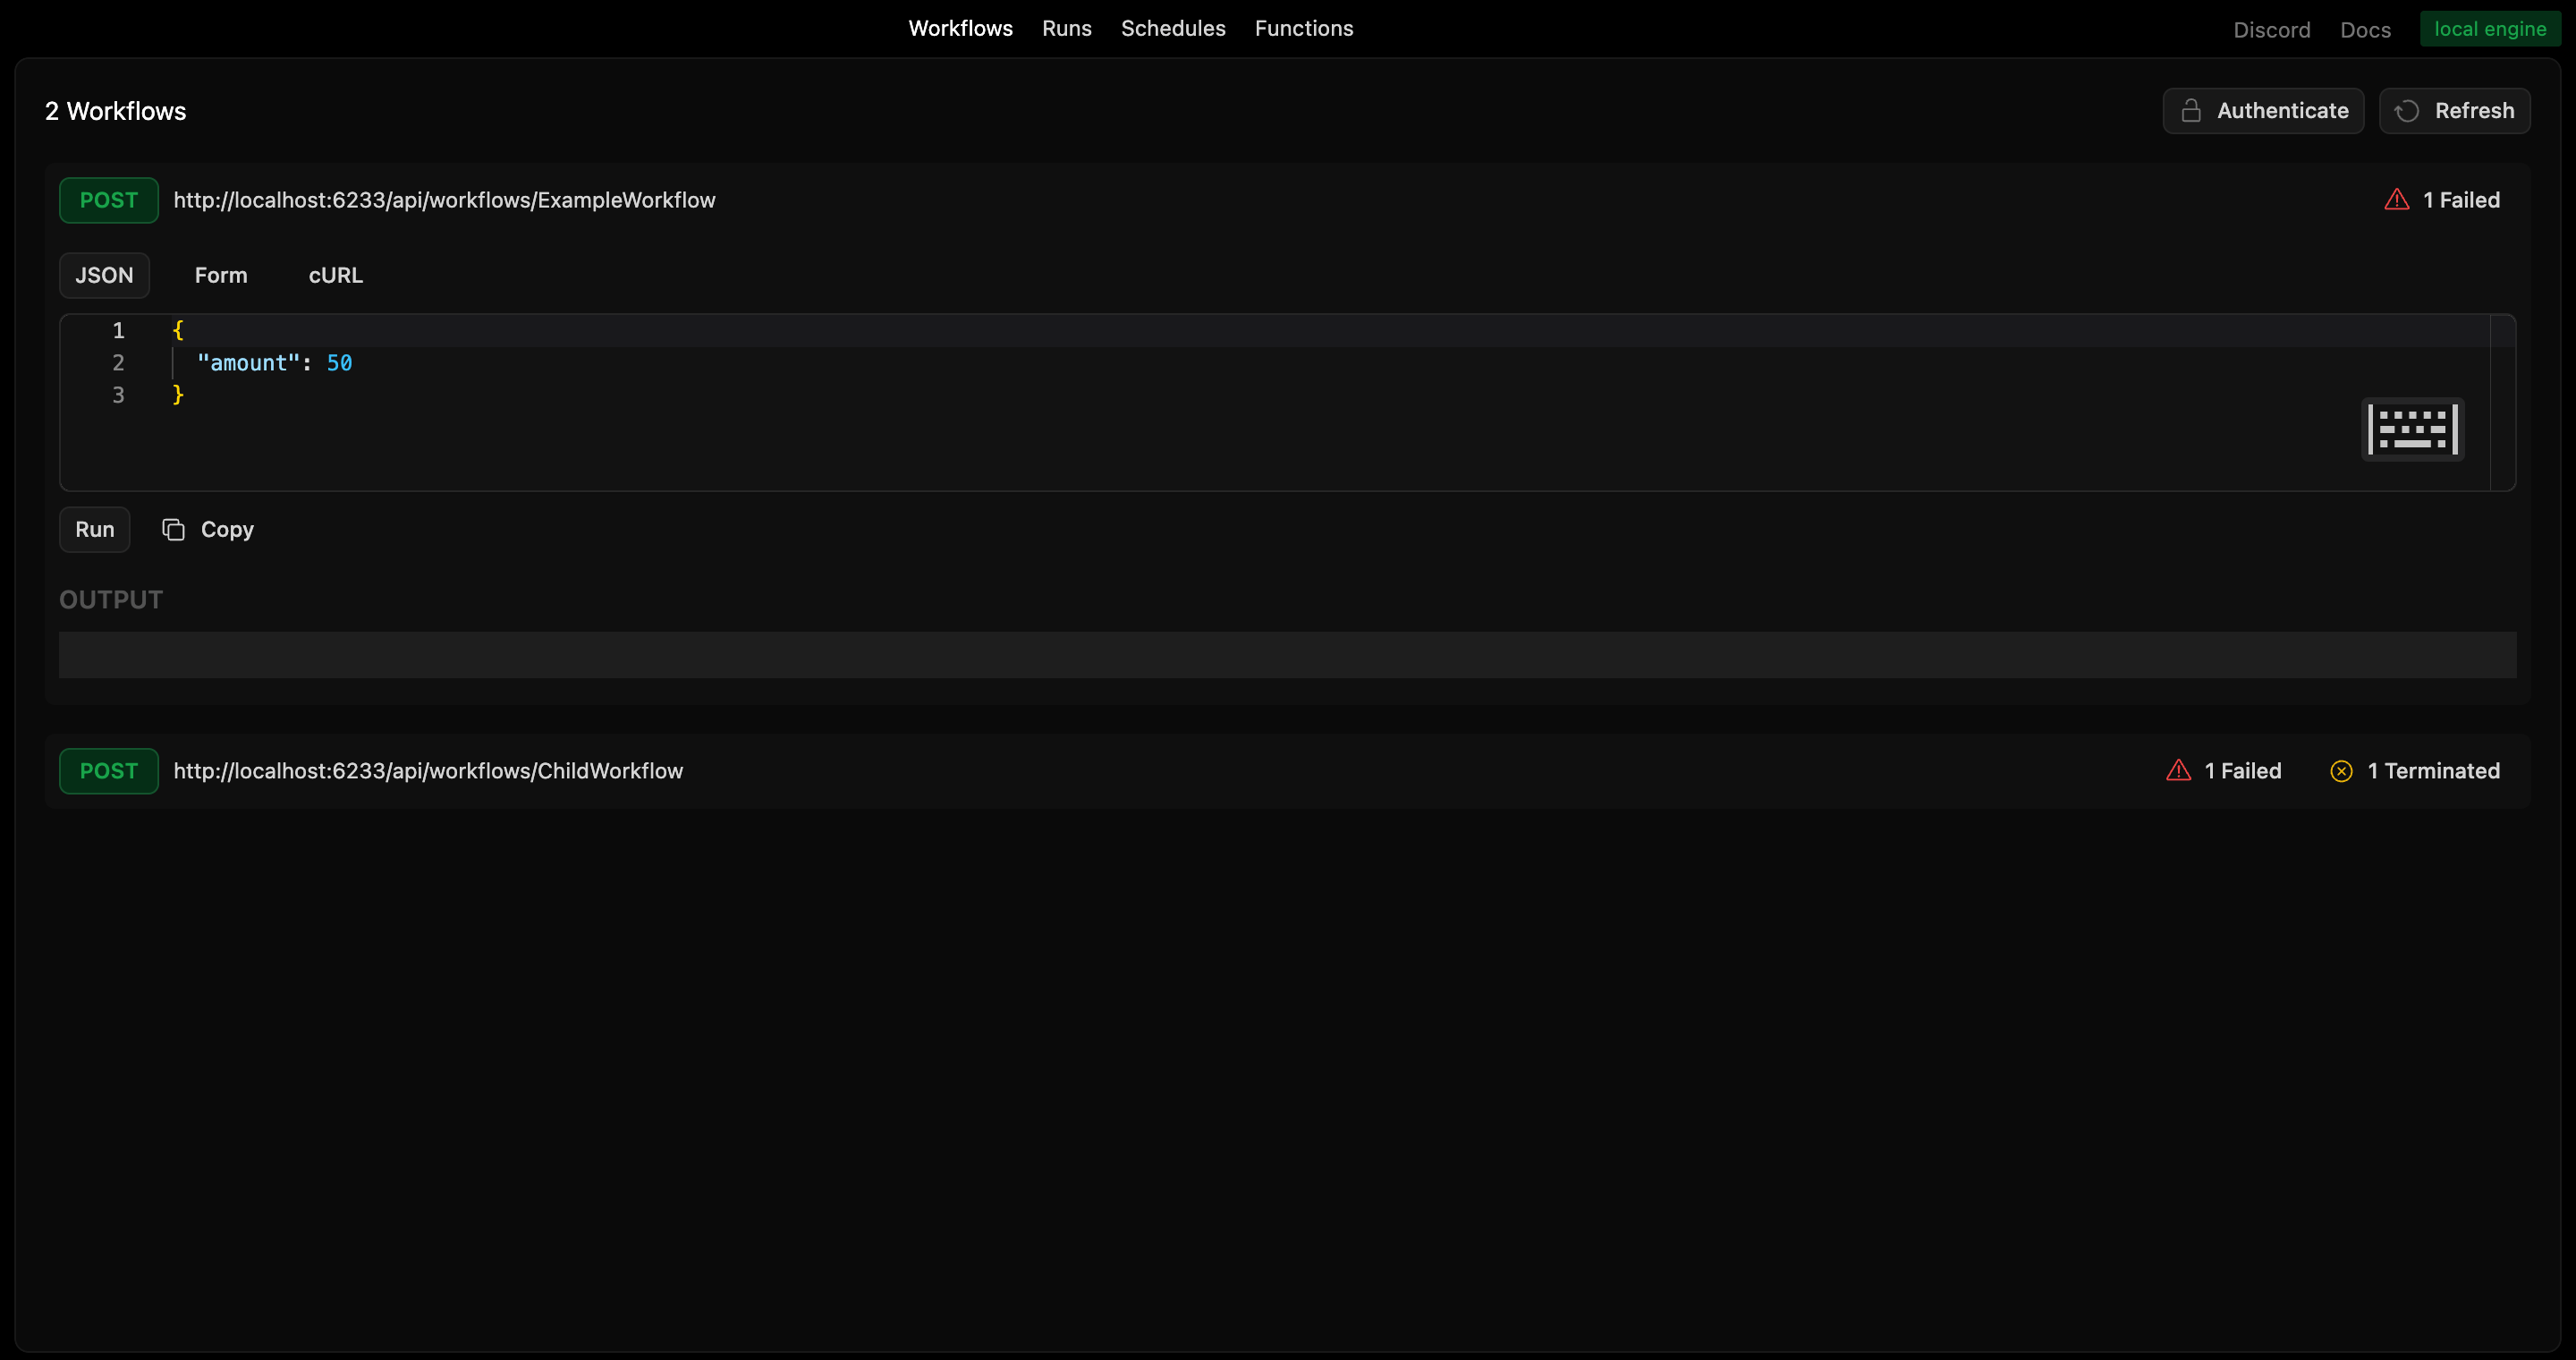 Workflows Runs Schedules Functions Discord Docs local engine
2 Workflows Authenticate Refresh
POST http://localhost:6233/api/workflows/ExampleWorkflow 1 Failed
JSON Form cURL
1 {
2 "amount": 50
3 }
Run Copy
OUTPUT
POST http://localhost:6233/api/workflows/ChildWorkflow 1 Failed 1 Terminated